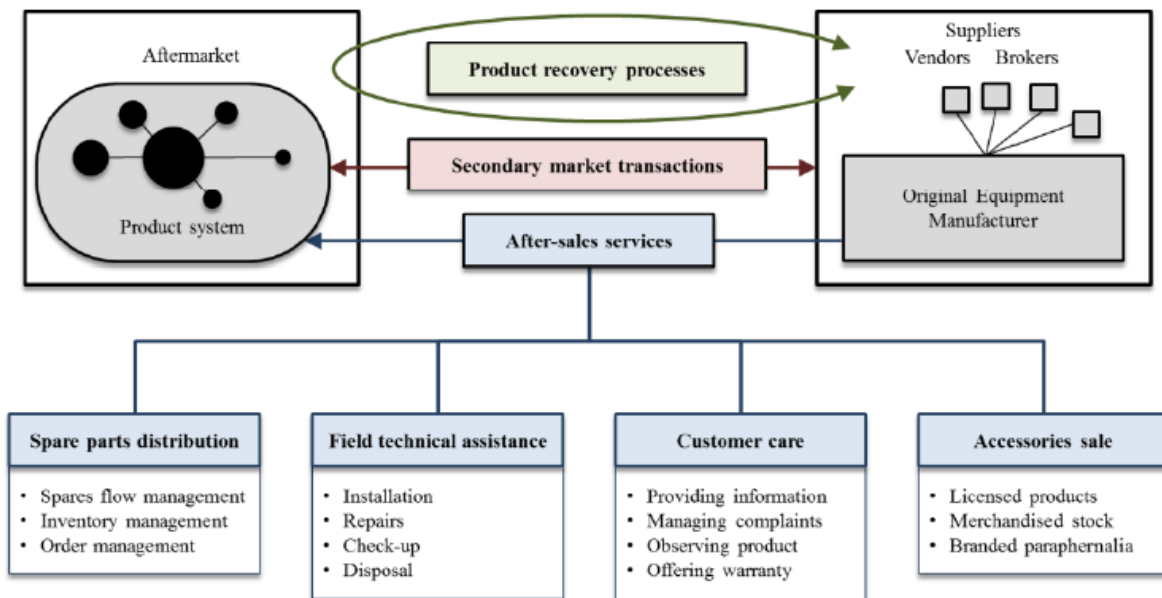 Aftermarket
Product system
Product recovery processes
Secondary market transactions
After-sales services
Suppliers
Vendors Brokers
Original Equipment
Manufacturer
Spare parts distribution
• Spares flow management
• Inventory management
• Order management
Field technical assistance
• Installation
• Repairs
• Check-up
• Disposal
Customer care
• Providing information
• Managing complaints
• Observing product
• Offering warranty
Accessories sale
• Licensed products
• Merchandised stock
• Branded paraphernalia